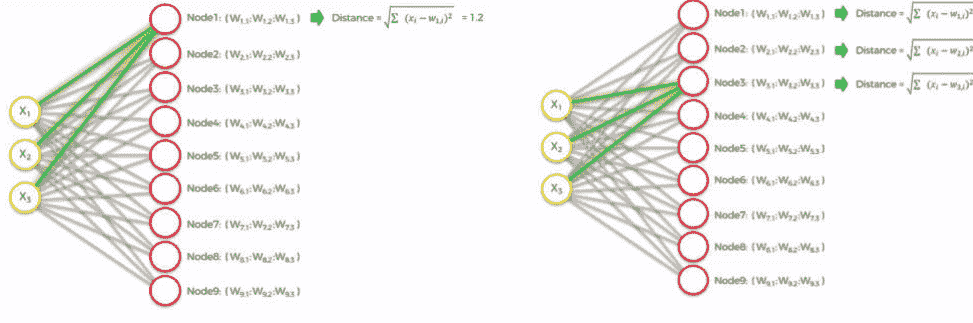 Node1: {W1,1:W1,2:W1,3} Distance = √∑ (xi − w1,i)² = 1.2
Node2: {W2,1:W2,2:W2,3}
Node3: {W3,1:W3,2:W3,3}
X1
Node4: {W4,1:W4,2:W4,3}
X2
Node5: {W5,1:W5,2:W5,3}
Node6: {W6,1:W6,2:W6,3}
X3
Node7: {W7,1:W7,2:W7,3}
Node8: {W8,1:W8,2:W8,3}
Node9: {W9,1:W9,2:W9,3}
Node1: {W1,1:W1,2:W1,3} Distance = √∑ (xi − w1,i)²
Node2: {W2,1:W2,2:W2,3} Distance = √∑ (xi − w2,i)²
Node3: {W3,1:W3,2:W3,3} Distance = √∑ (xi − w3,i)²
X1
Node4: {W4,1:W4,2:W4,3}
X2
Node5: {W5,1:W5,2:W5,3}
Node6: {W6,1:W6,2:W6,3}
X3
Node7: {W7,1:W7,2:W7,3}
Node8: {W8,1:W8,2:W8,3}
Node9: {W9,1:W9,2:W9,3}